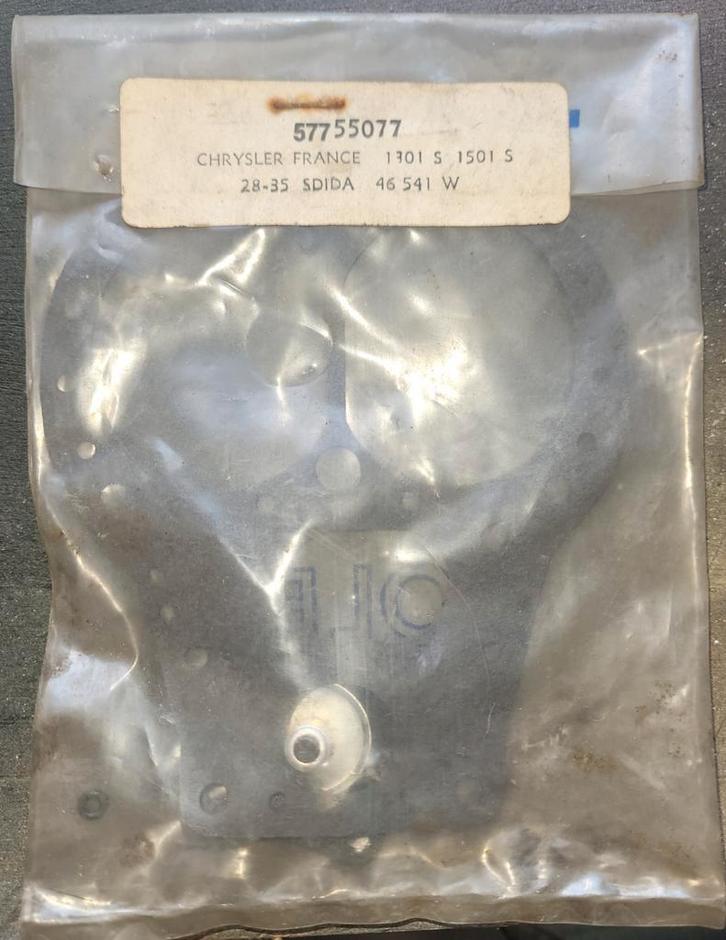 57755077
CHRYSLER FRANCE 1301 S 1501 S
28-35 SDIDA 46 541 W